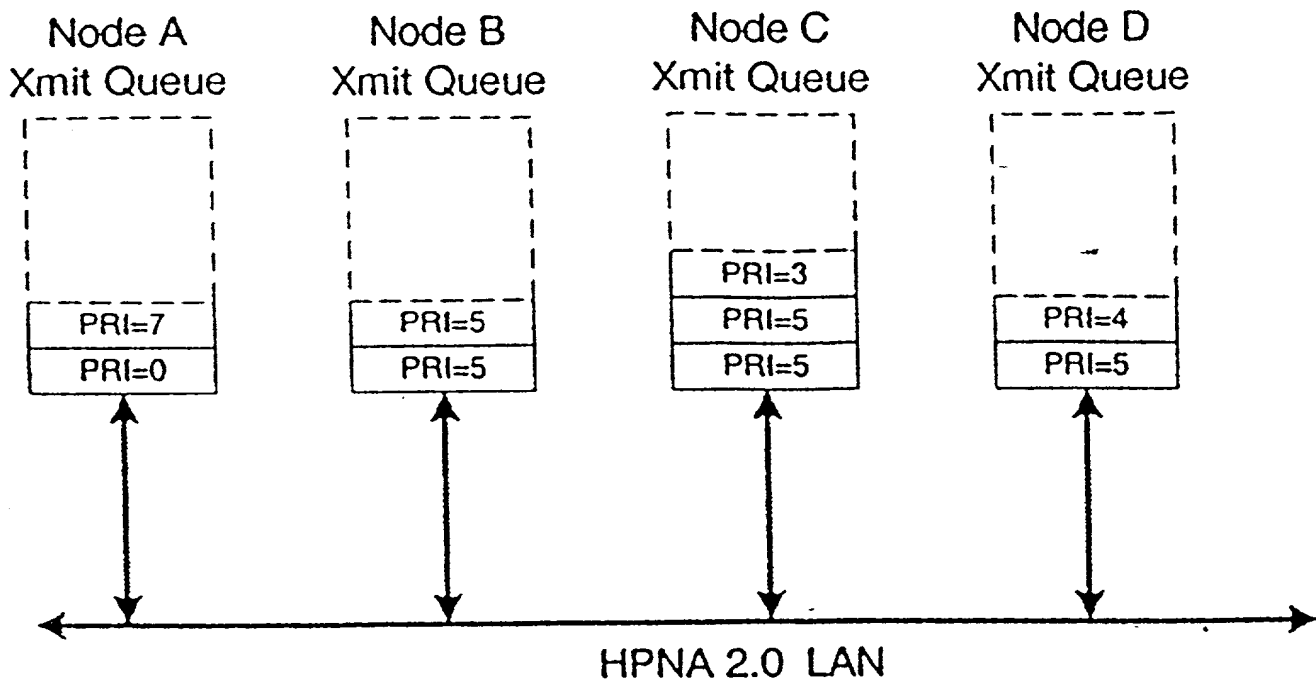 Node A
Xmit Queue
Node B
Xmit Queue
Node C
Xmit Queue
Node D
Xmit Queue
PRI=7
PRI=0
PRI=5
PRI=5
PRI=3
PRI=5
PRI=5
PRI=4
PRI=5
HPNA 2.0 LAN